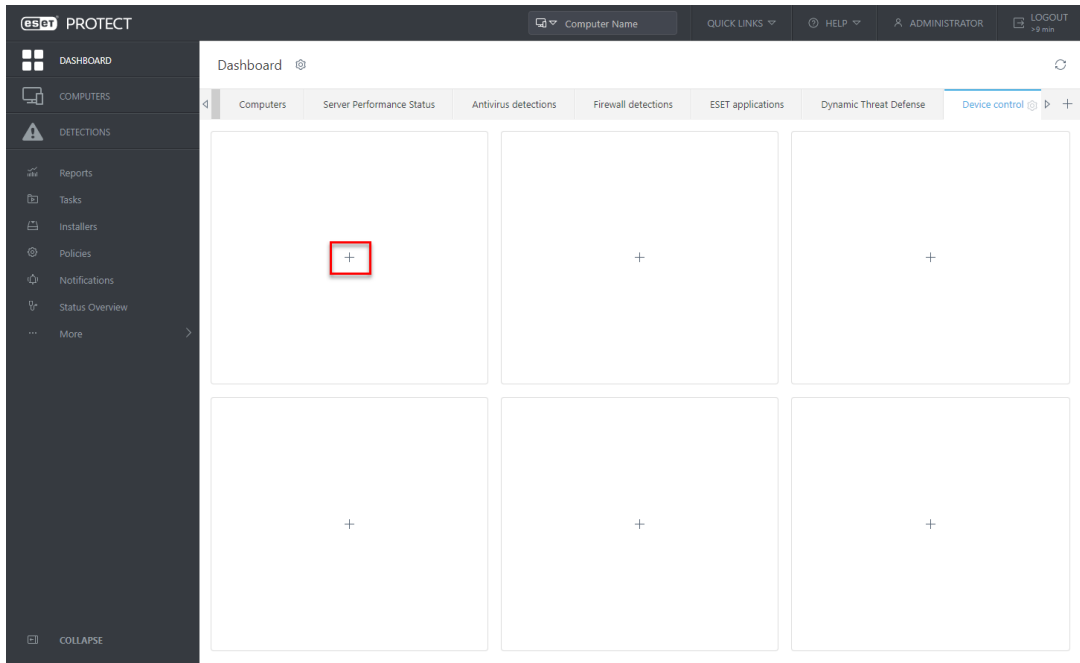 eset PROTECT
Computer Name
QUICK LINKS
HELP
ADMINISTRATOR
LOGOUT
>9 min
DASHBOARD
COMPUTERS
DETECTIONS
Reports
Tasks
Installers
Policies
Notifications
Status Overview
More
COLLAPSE
Dashboard
Computers
Server Performance Status
Antivirus detections
Firewall detections
ESET applications
Dynamic Threat Defense
Device control